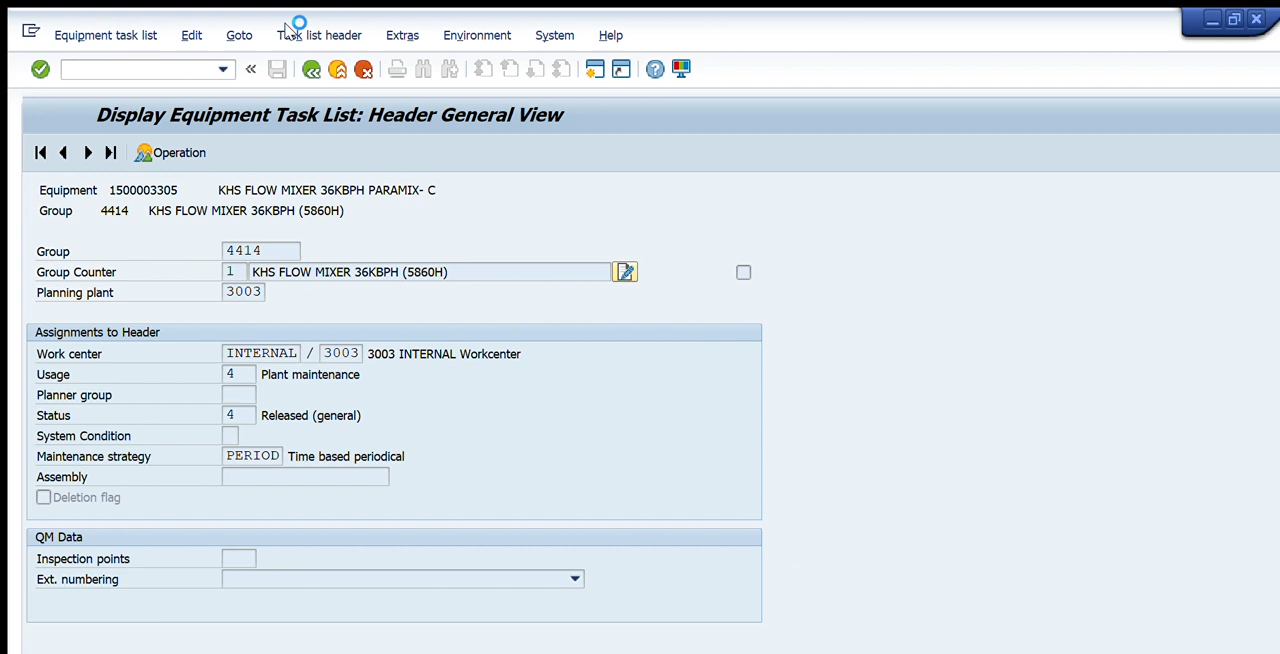 Equipment task list Edit Goto Task list header Extras Environment System Help
Display Equipment Task List: Header General View
Operation
Equipment 1500003305 KHS FLOW MIXER 36KBPH PARAMIX- C
Group 4414 KHS FLOW MIXER 36KBPH (5860H)
Group 4414
Group Counter 1 KHS FLOW MIXER 36KBPH (5860H)
Planning plant 3003
Assignments to Header
Work center INTERNAL / 3003 3003 INTERNAL Workcenter
Usage 4 Plant maintenance
Planner group
Status 4 Released (general)
System Condition
Maintenance strategy PERIOD Time based periodical
Assembly
Deletion flag
QM Data
Inspection points
Ext. numbering